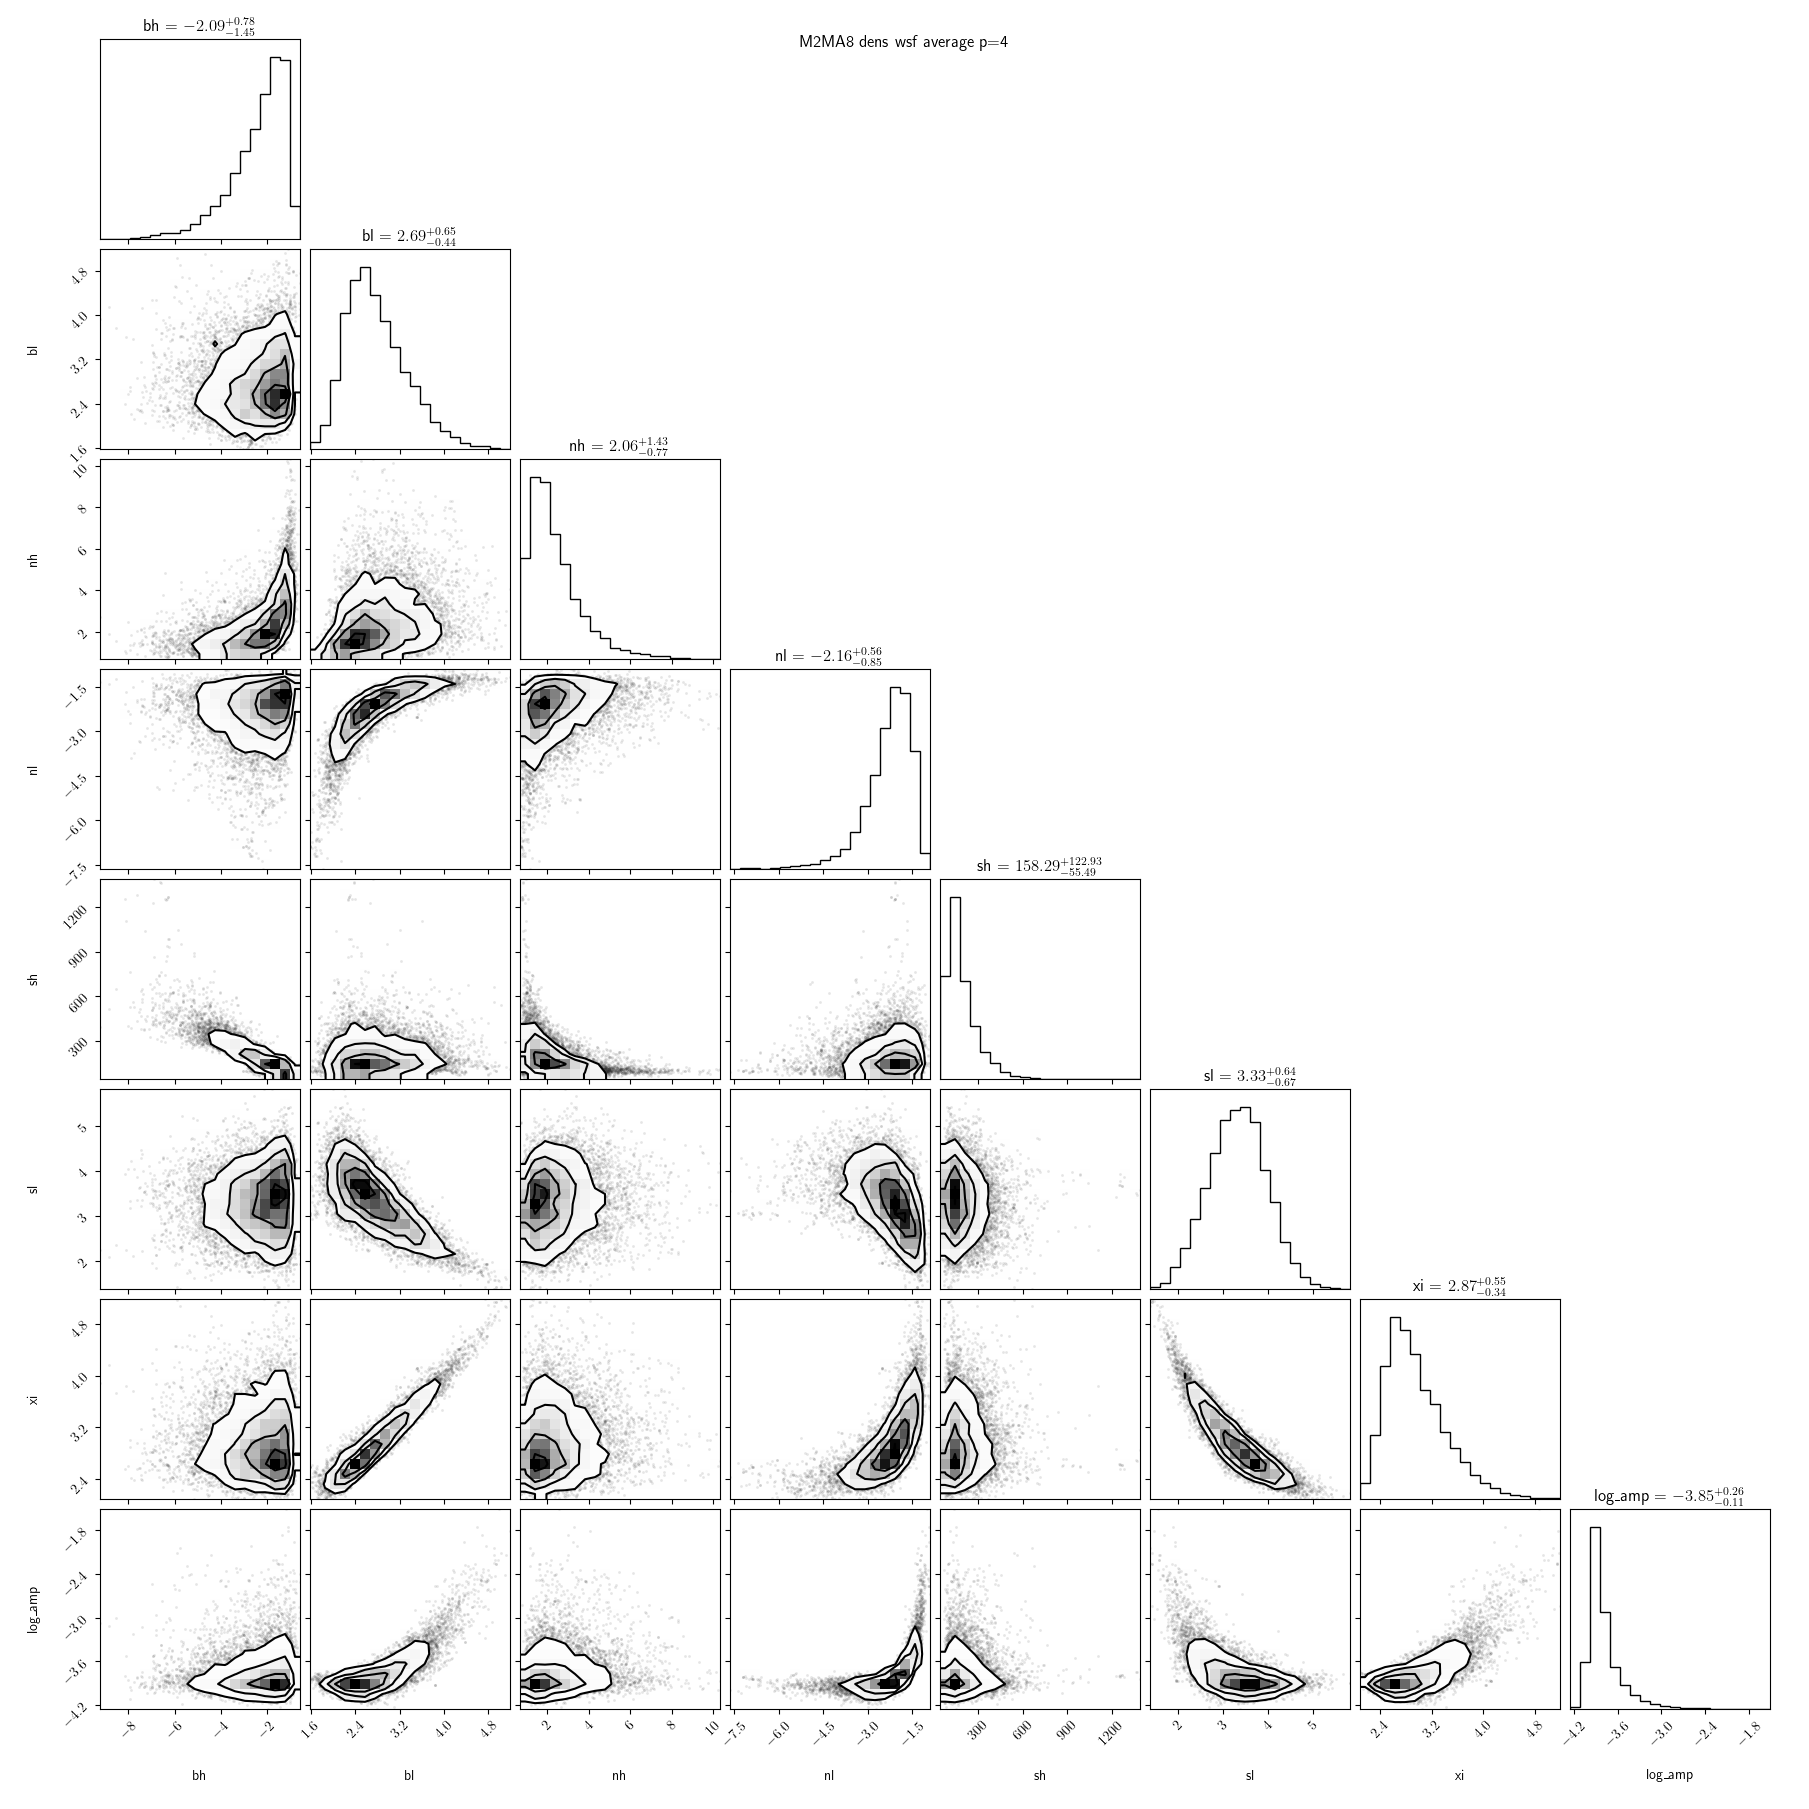 bh = −2.09+0.78−1.45
M2MA8 dens wsf average p=4
bl = 2.69+0.65−0.44
bl
4.8
4.0
3.2
2.4
1.6
nh = 2.06+1.43−0.77
nh
10
8
6
4
2
nl = −2.16+0.56−0.85
nl
−1.5
−3.0
−4.5
−6.0
−7.5
sh = 158.29+122.93−55.49
sh
1200
900
600
300
sl = 3.33+0.64−0.67
sl
5
4
3
2
xi = 2.87+0.55−0.34
xi
4.8
4.0
3.2
2.4
log_amp = −3.85+0.26−0.11
log_amp
−1.8
−2.4
−3.0
−3.6
−4.2
−8 −6 −4 −2 1.6 2.4 3.2 4.0 4.8 2 4 6 8 10 −7.5 −6.0 −4.5 −3.0 −1.5 300 600 900 1200 2 3 4 5 2.4 3.2 4.0 4.8 −4.2 −3.6 −3.0 −2.4 −1.8
bh bl nh nl sh sl xi log_amp